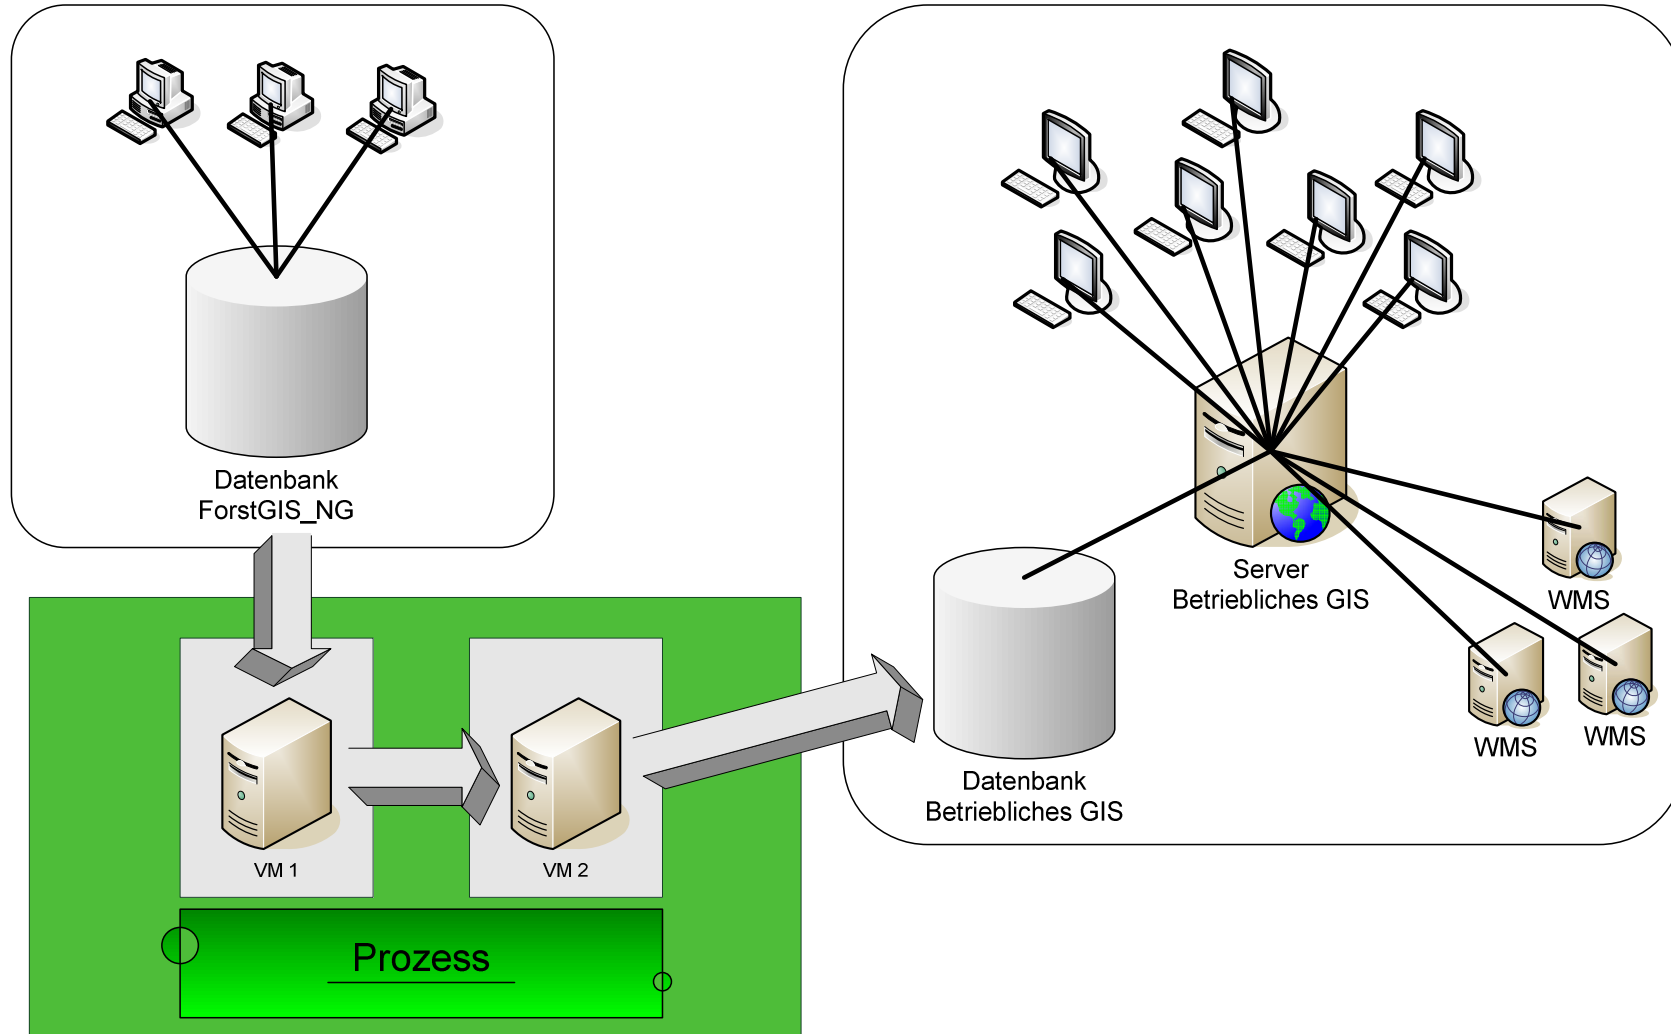 Datenbank
ForstGIS_NG
Server
Betriebliches GIS
WMS
WMS
WMS
Datenbank
Betriebliches GIS
VM 1
VM 2
Prozess